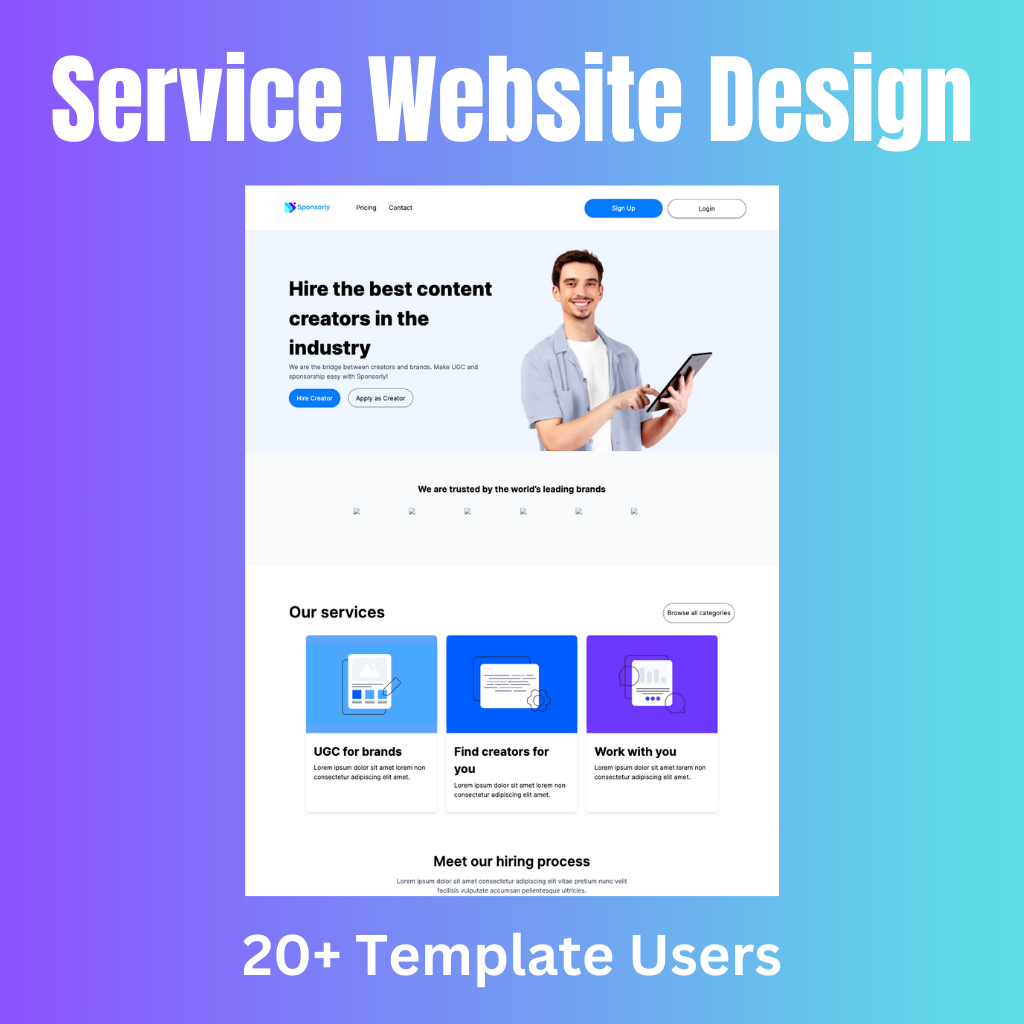 Service Website Design
Sponsorly
Pricing
Contact
Sign Up
Login
Hire the best content
creators in the
industry
We are the bridge between creators and brands. Make UGC and
sponsorship easy with Sponsorly!
Hire Creator
Apply as Creator
We are trusted by the world's leading brands
Our services
Browse all categories
UGC for brands
Lorem ipsum dolor sit amet lorem non
consectetur adipiscing elit amet.
Find creators for
you
Lorem ipsum dolor sit amet lorem non
consectetur adipiscing elit amet.
Work with you
Lorem ipsum dolor sit amet lorem non
consectetur adipiscing elit amet.
Meet our hiring process
Lorem ipsum dolor sit amet consectetur adipiscing elit vitae pretium nunc velit
facilisis vulputate accumsan pellentesque ultricies.
20+ Template Users